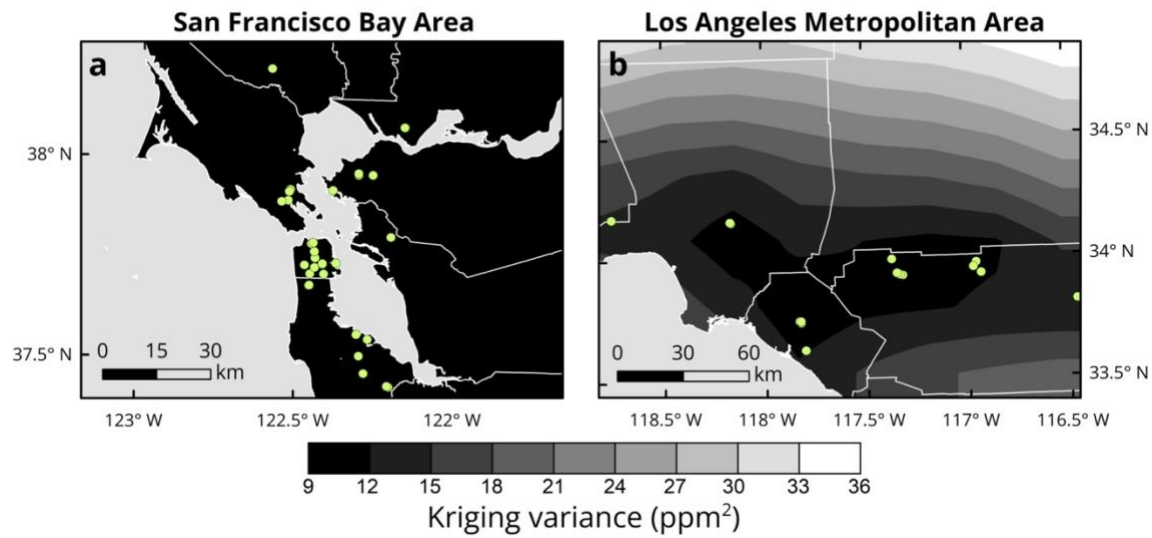 San Francisco Bay Area
Los Angeles Metropolitan Area
a
b
38° N
37.5° N
0 15 30
km
123° W 122.5° W 122° W
34.5° N
34° N
33.5° N
0 30 60
km
118.5° W 118° W 117.5° W 117° W 116.5° W
9 12 15 18 21 24 27 30 33 36
Kriging variance (ppm²)